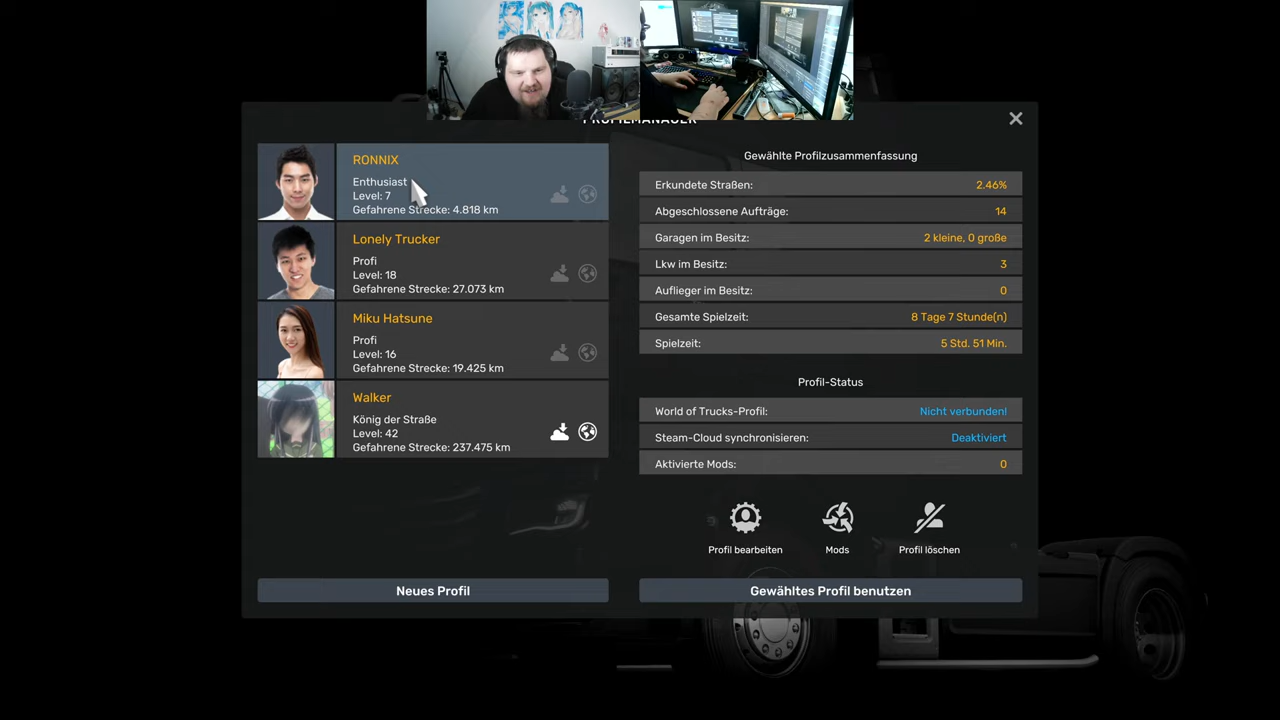 PROFILMANAGER
RONNIX
Enthusiast
Level: 7
Gefahrene Strecke: 4.818 km
Lonely Trucker
Profi
Level: 18
Gefahrene Strecke: 27.073 km
Miku Hatsune
Profi
Level: 16
Gefahrene Strecke: 19.425 km
Walker
König der Straße
Level: 42
Gefahrene Strecke: 237.475 km
Neues Profil
Gewählte Profilzusammenfassung
Erkundete Straßen: 2.46%
Abgeschlossene Aufträge: 14
Garagen im Besitz: 2 kleine, 0 große
Lkw im Besitz: 3
Auflieger im Besitz: 0
Gesamte Spielzeit: 8 Tage 7 Stunde(n)
Spielzeit: 5 Std. 51 Min.
Profil-Status
World of Trucks-Profil: Nicht verbunden!
Steam-Cloud synchronisieren: Deaktiviert
Aktivierte Mods: 0
Profil bearbeiten
Mods
Profil löschen
Gewähltes Profil benutzen